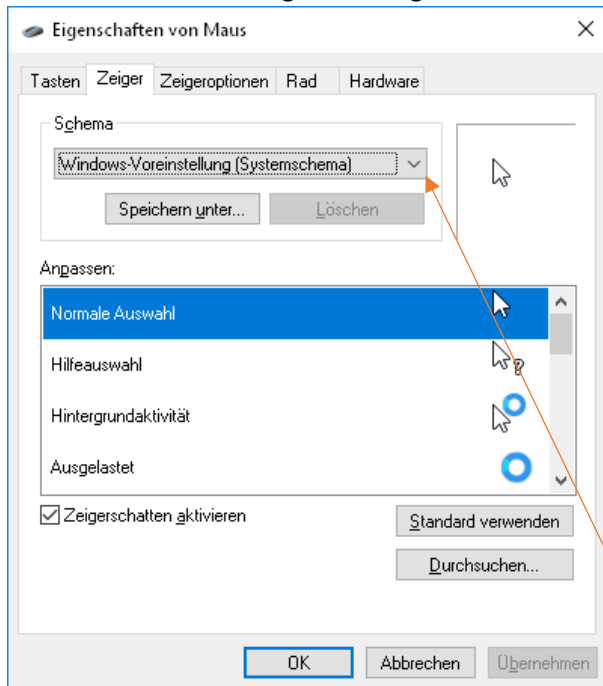 Eigenschaften von Maus
Tasten Zeiger Zeigeroptionen Rad Hardware
Schema
Windows-Voreinstellung (Systemschema)
Speichern unter... Löschen
Anpassen:
Normale Auswahl
Hilfeauswahl
Hintergrundaktivität
Ausgelastet
Zeigerschatten aktivieren
Standard verwenden
Durchsuchen...
OK Abbrechen Übernehmen